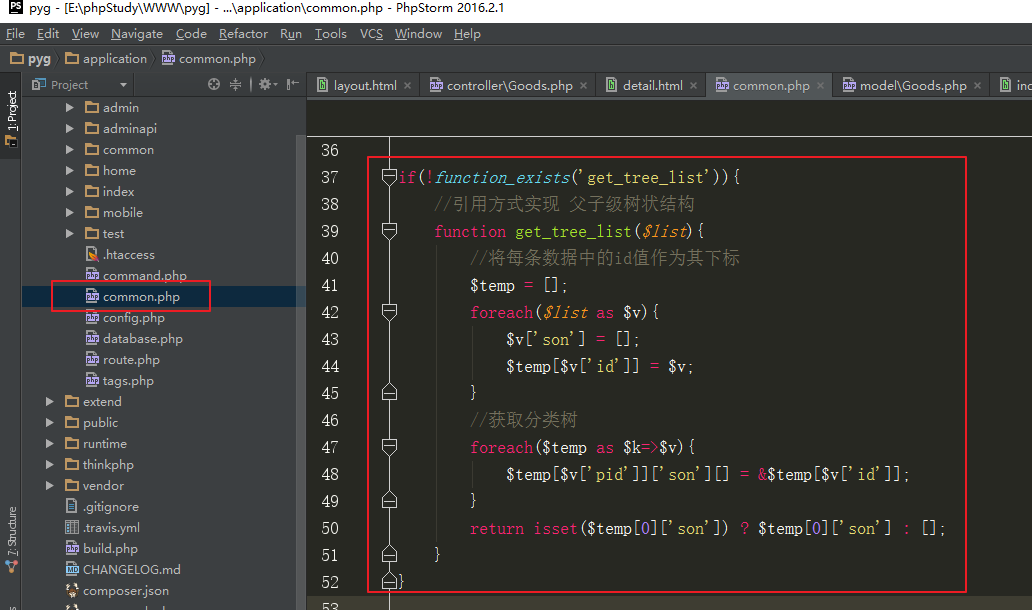 PS pyg - [E:\phpStudy\WWW\pyg] - ...\application\common.php - PhpStorm 2016.2.1
File Edit View Navigate Code Refactor Run Tools VCS Window Help
pyg application common.php
Project
layout.html controller\Goods.php detail.html common.php model\Goods.php
1: Project
7: Structure
admin
adminapi
common
home
index
mobile
test
.htaccess
command.php
common.php
config.php
database.php
route.php
tags.php
extend
public
runtime
thinkphp
vendor
.gitignore
.travis.yml
build.php
CHANGELOG.md
composer.json
36
37 if(!function_exists('get_tree_list')){
38 //引用方式实现 父子级树状结构
39 function get_tree_list($list){
40 //将每条数据中的id值作为其下标
41 $temp = [];
42 foreach($list as $v){
43 $v['son'] = [];
44 $temp[$v['id']] = $v;
45 }
46 //获取分类树
47 foreach($temp as $k=>$v){
48 $temp[$v['pid']]['son'][] = &$temp[$v['id']];
49 }
50 return isset($temp[0]['son']) ? $temp[0]['son'] : [];
51 }
52 }
53